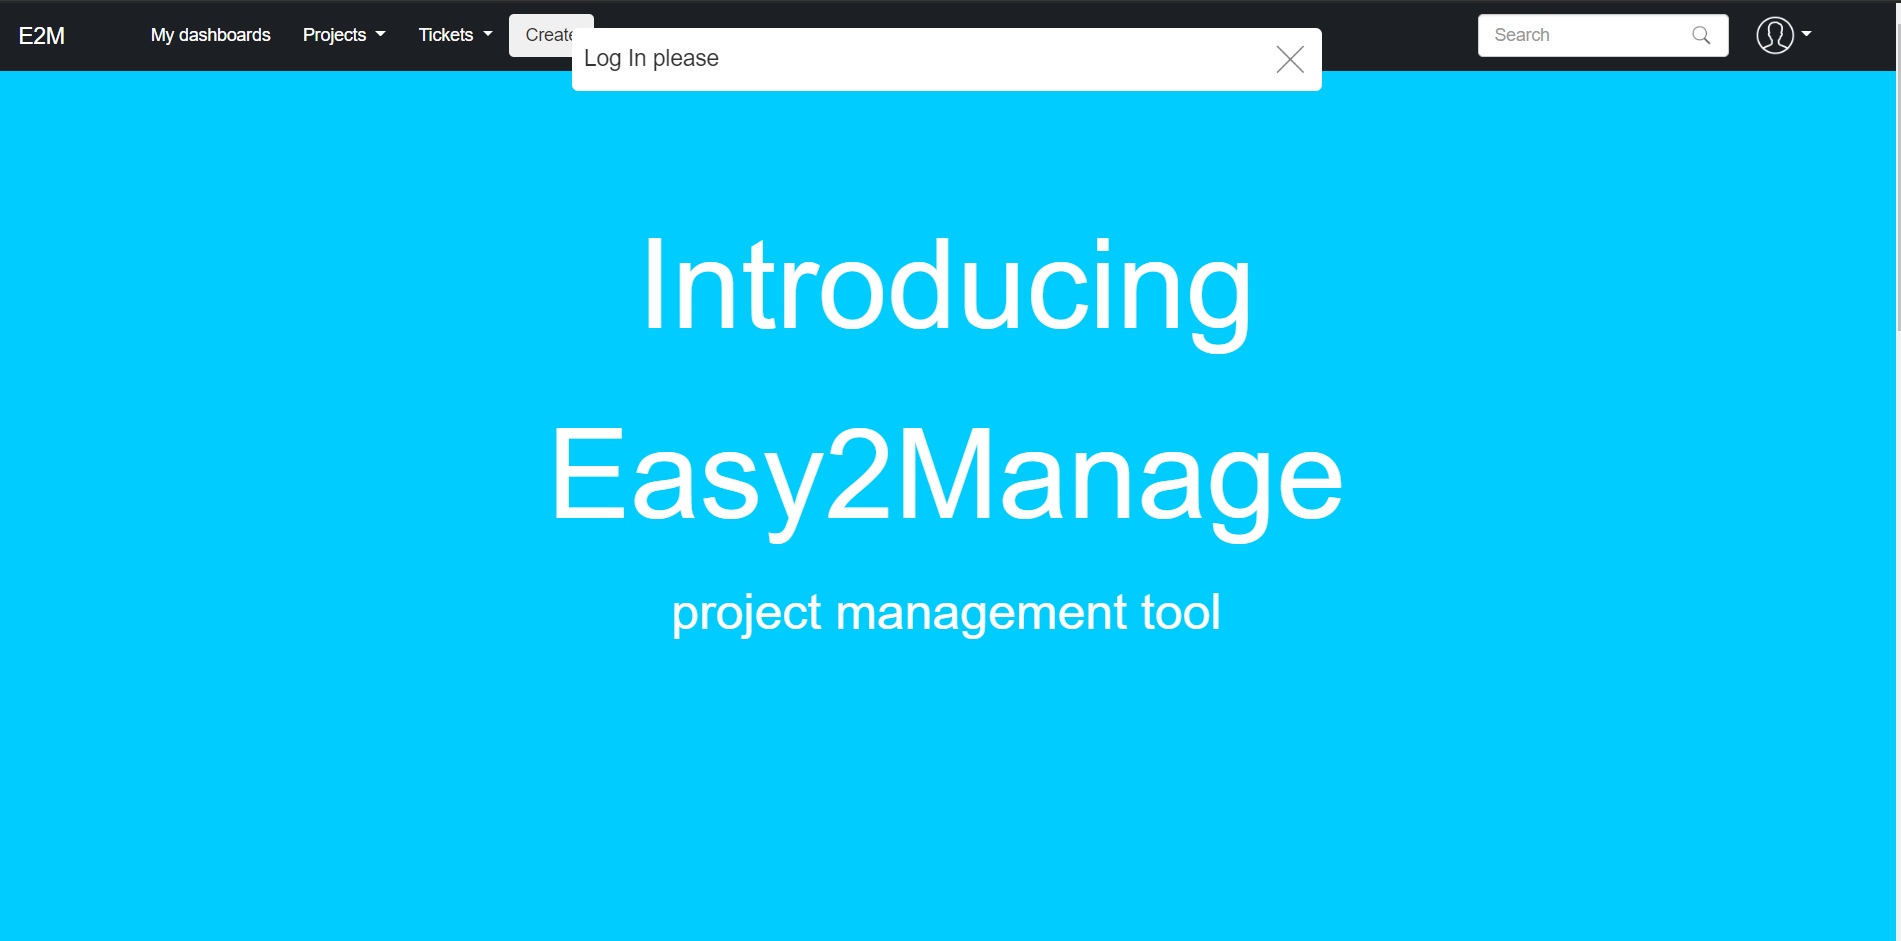 E2M My dashboards Projects Tickets Create Search
Log In please
Introducing
Easy2Manage
project management tool